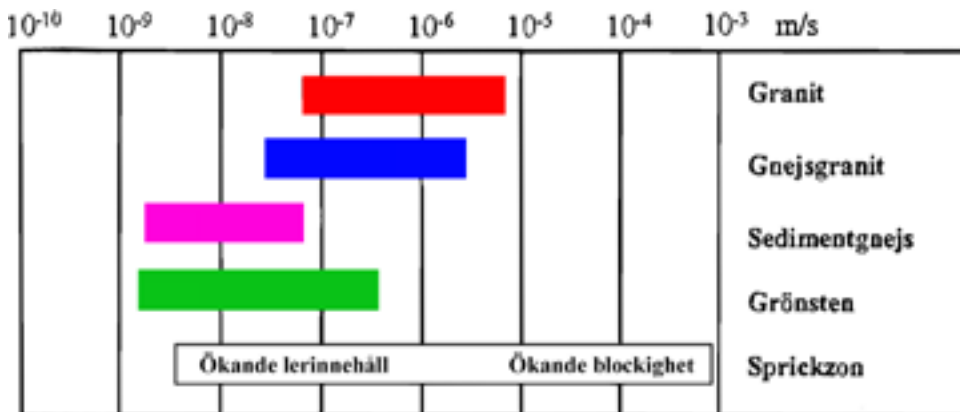 10⁻¹⁰ 10⁻⁹ 10⁻⁸ 10⁻⁷ 10⁻⁶ 10⁻⁵ 10⁻⁴ 10⁻³ m/s
Granit
Gnejsgranit
Sedimentgnejs
Grönsten
Ökande lerinnehåll Ökande blockighet Sprickzon